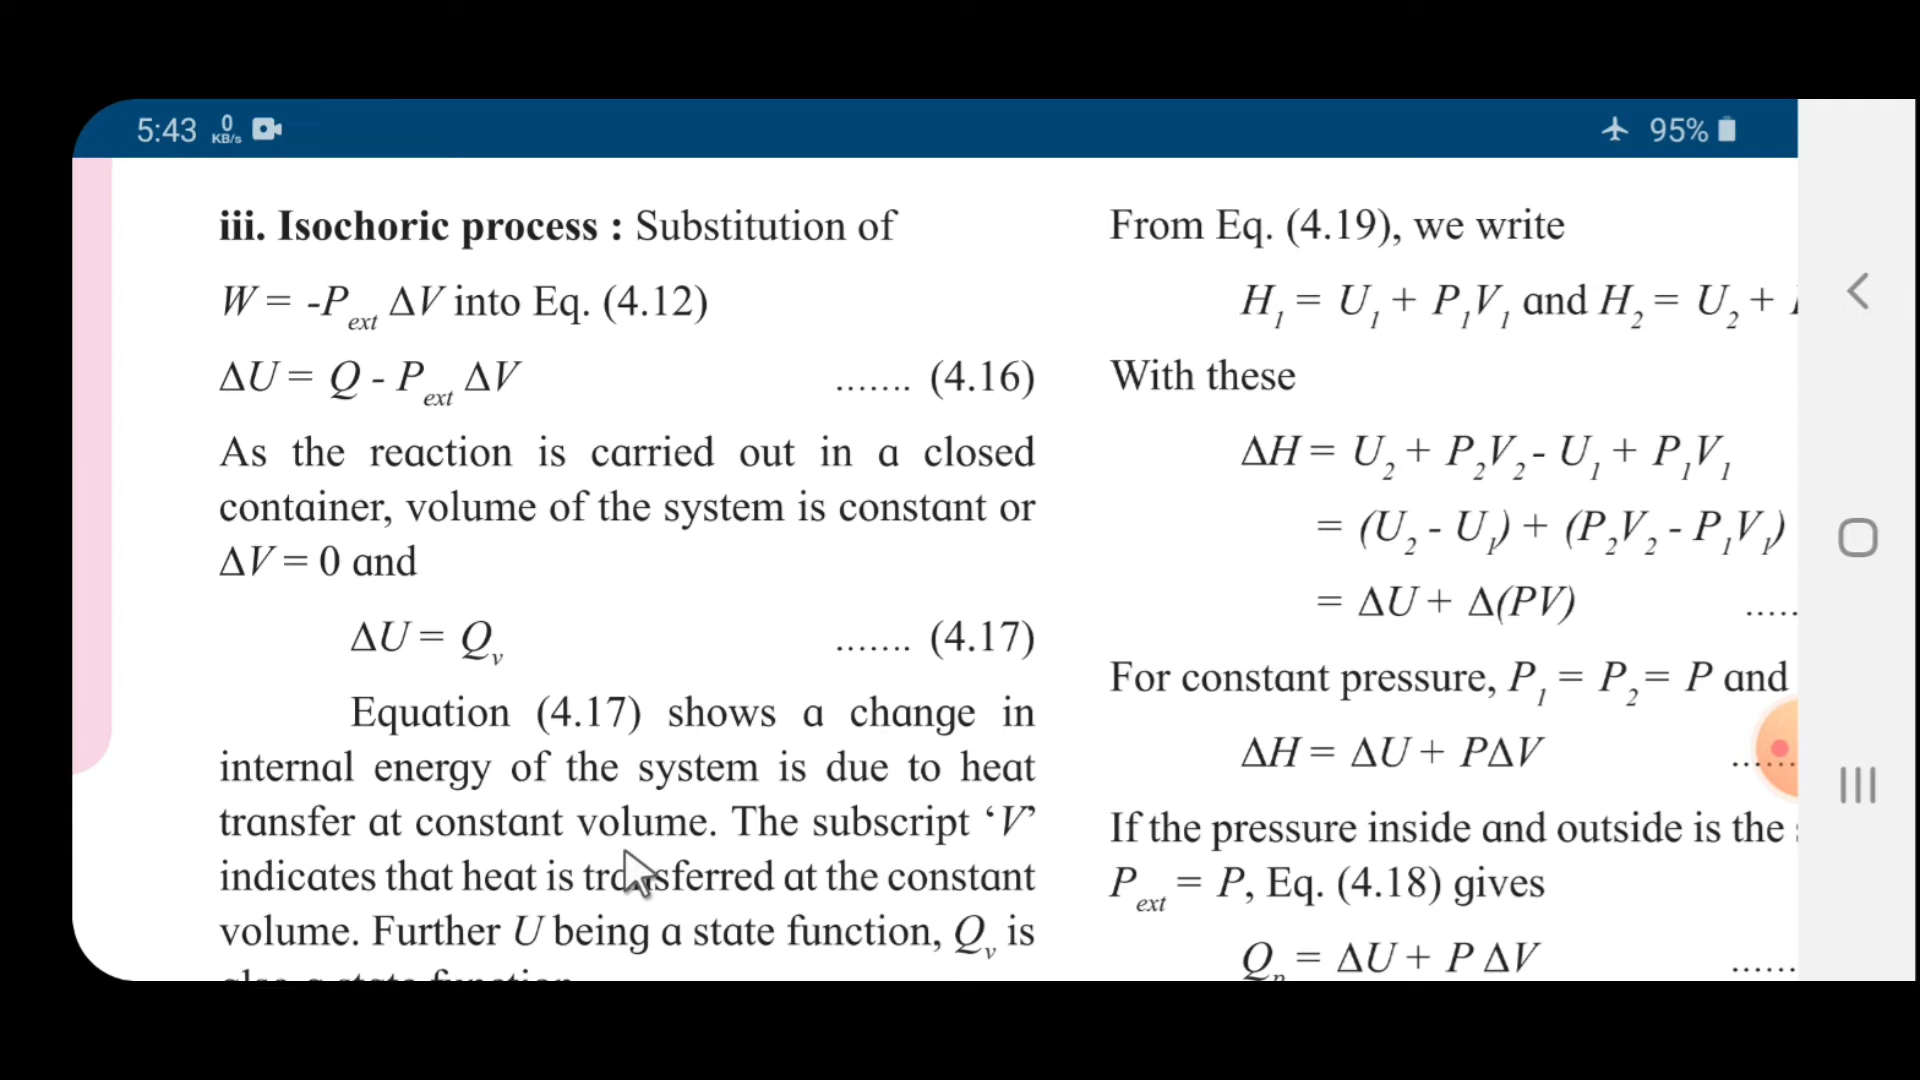 5:43 0 KB/s 95%
iii. Isochoric process : Substitution of
W = -Pext ΔV into Eq. (4.12)
ΔU = Q - Pext ΔV ....... (4.16)
As the reaction is carried out in a closed
container, volume of the system is constant or
ΔV = 0 and
ΔU = Qv ....... (4.17)
Equation (4.17) shows a change in
internal energy of the system is due to heat
transfer at constant volume. The subscript ‘V’
indicates that heat is transferred at the constant
volume. Further U being a state function, Qv is
also a state function.
From Eq. (4.19), we write
H1 = U1 + P1V1 and H2 = U2 +
With these
ΔH = U2 + P2V2 - U1 + P1V1
= (U2 - U1) + (P2V2 - P1V1)
= ΔU + Δ(PV) .....
For constant pressure, P1 = P2 = P and
ΔH = ΔU + PΔV ......
If the pressure inside and outside is the
Pext = P, Eq. (4.18) gives
Qp = ΔU + P ΔV ......